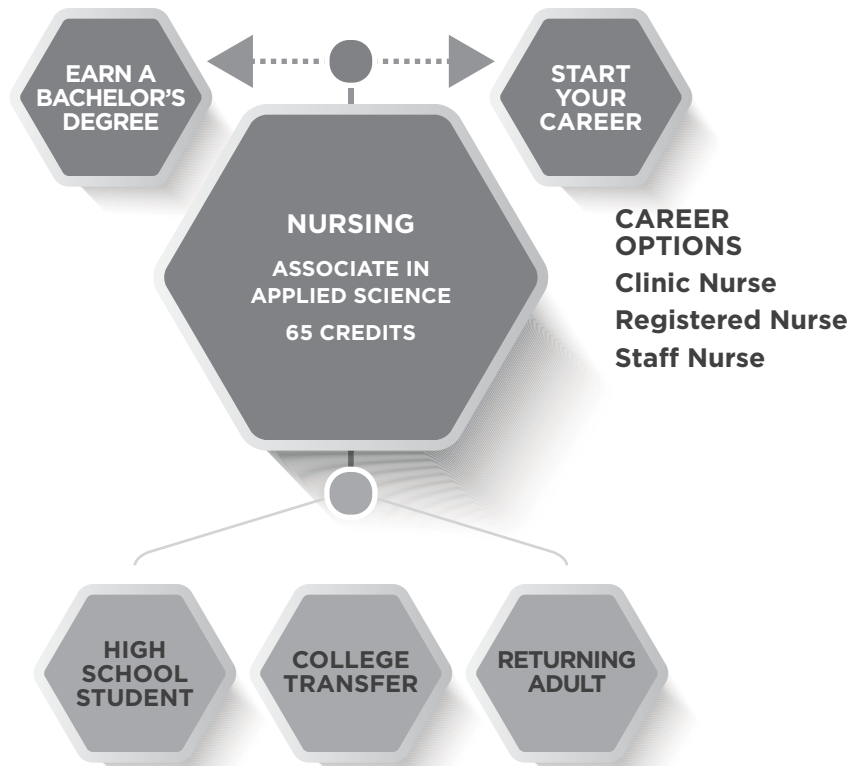 EARN A
BACHELOR'S
DEGREE
START
YOUR
CAREER
NURSING
ASSOCIATE IN
APPLIED SCIENCE
65 CREDITS
CAREER
OPTIONS
Clinic Nurse
Registered Nurse
Staff Nurse
HIGH
SCHOOL
STUDENT
COLLEGE
TRANSFER
RETURNING
ADULT